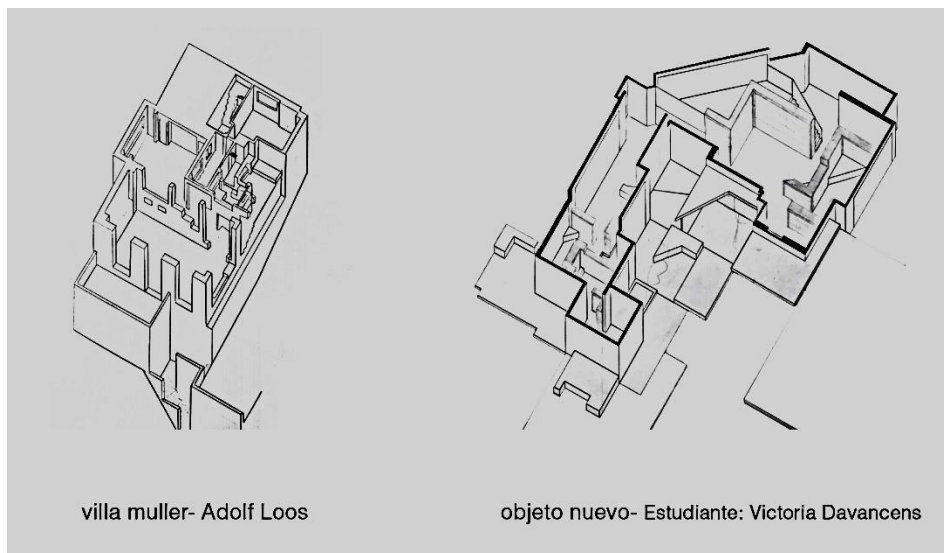 villa muller- Adolf Loos
objeto nuevo- Estudiante: Victoria Davancens